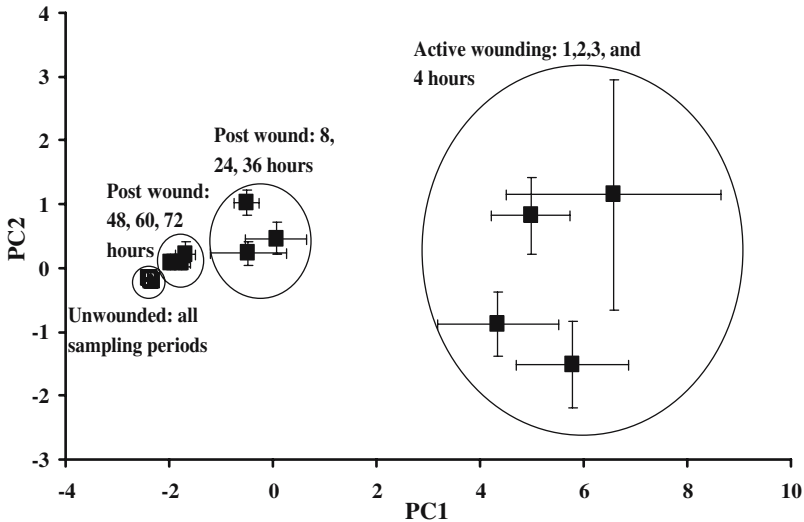 4
3
2
1
0
-1
-2
-3
PC2
-4
-2
0
2
4
6
8
10
PC1
Active wounding: 1,2,3, and
4 hours
Post wound: 8,
24, 36 hours
Post wound:
48, 60, 72
hours
Unwounded: all
sampling periods